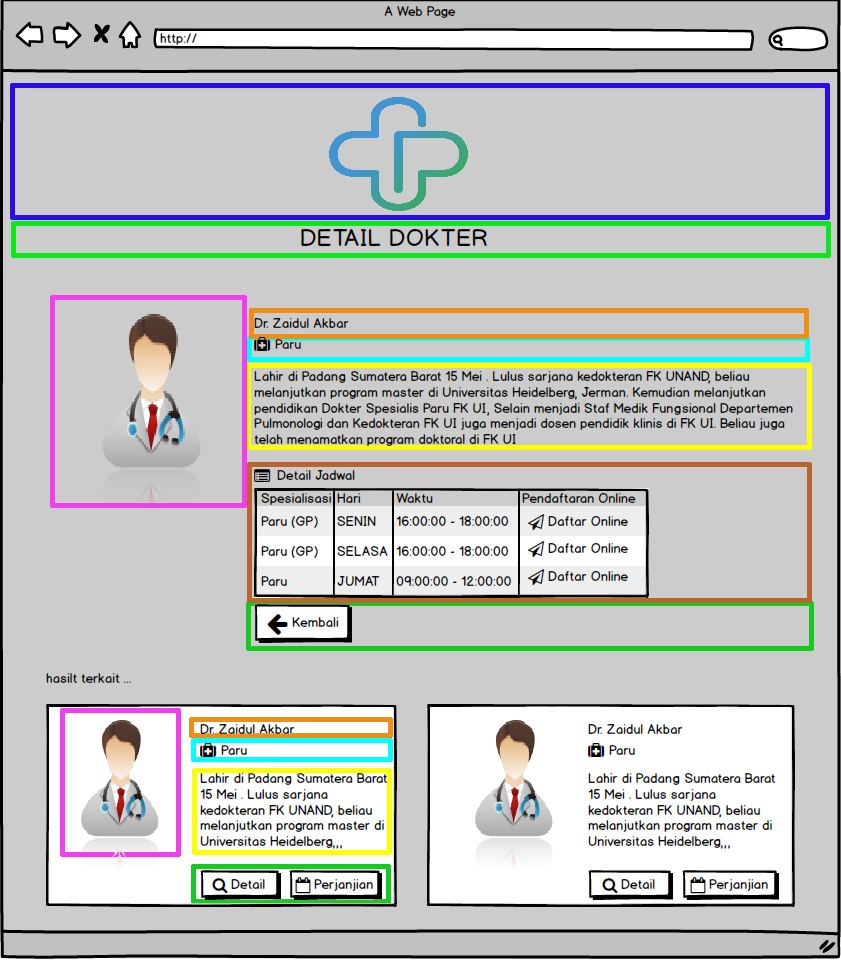 A Web Page
http://
DETAIL DOKTER
Dr. Zaidul Akbar
Paru
Lahir di Padang Sumatera Barat 15 Mei . Lulus sarjana kedokteran FK UNAND, beliau
melanjutkan program master di Universitas Heidelberg, Jerman. Kemudian melanjutkan
pendidikan Dokter Spesialis Paru FK UI, Selain menjadi Staf Medik Fungsional Departemen
Pulmonologi dan Kedokteran FK UI juga menjadi dosen pendidik klinis di FK UI. Beliau juga
telah menamatkan program doktoral di FK UI
Detail Jadwal
Spesialisasi Hari Waktu Pendaftaran Online
Paru (GP) SENIN 16:00:00 - 18:00:00 Daftar Online
Paru (GP) SELASA 16:00:00 - 18:00:00 Daftar Online
Paru JUMAT 09:00:00 - 12:00:00 Daftar Online
Kembali
hasilt terkait ...
Dr. Zaidul Akbar
Paru
Lahir di Padang Sumatera Barat
15 Mei . Lulus sarjana
kedokteran FK UNAND, beliau
melanjutkan program master di
Universitas Heidelberg,,,
Detail Perjanjian
Dr. Zaidul Akbar
Paru
Lahir di Padang Sumatera Barat
15 Mei . Lulus sarjana
kedokteran FK UNAND, beliau
melanjutkan program master di
Universitas Heidelberg,,,
Detail Perjanjian